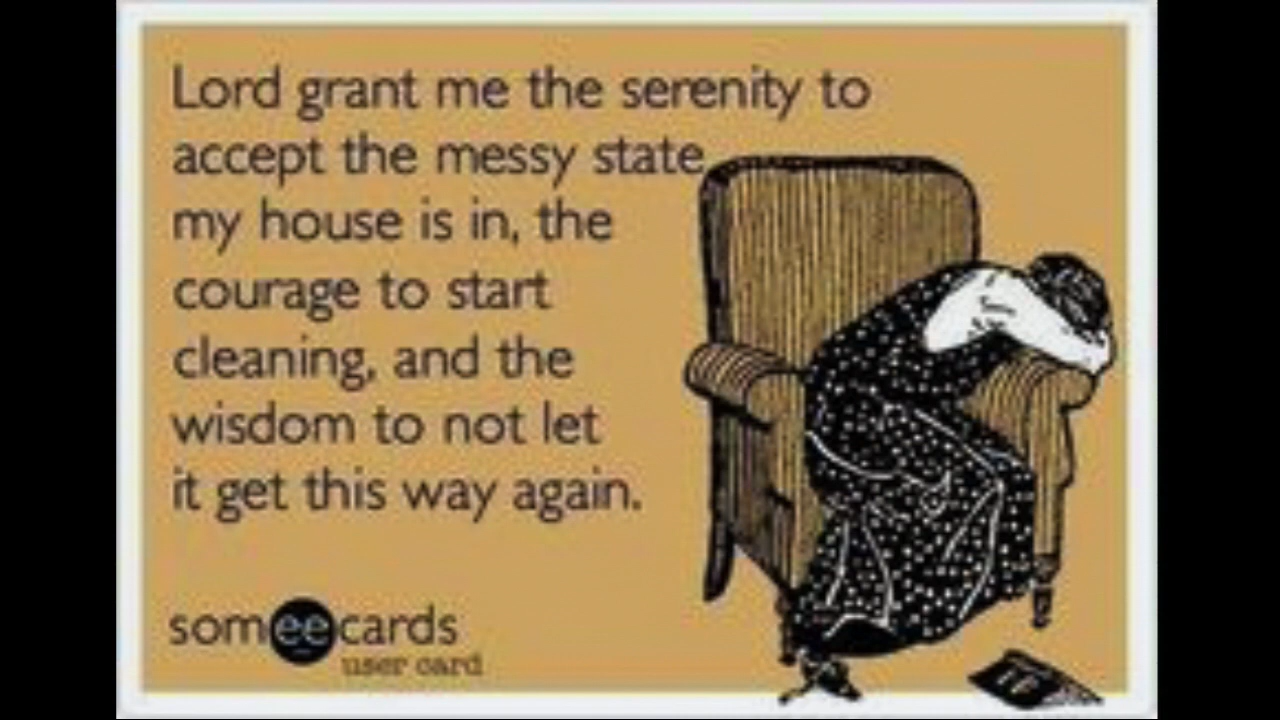 Lord grant me the serenity to
accept the messy state
my house is in, the
courage to start
cleaning, and the
wisdom to not let
it get this way again.
someecards
user card